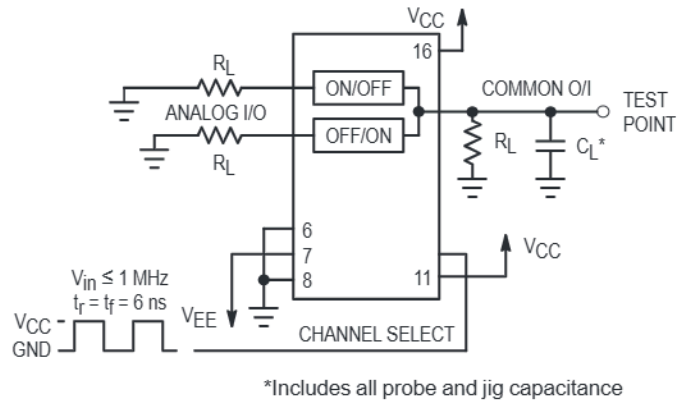 VCC
16
RL
ON/OFF
COMMON O/I
TEST
POINT
ANALOG I/O
OFF/ON
RL
RL
CL*
6
7
8
11
VCC
Vin ≤ 1 MHz
tr = tf = 6 ns
VEE
VCC
GND
CHANNEL SELECT
*Includes all probe and jig capacitance